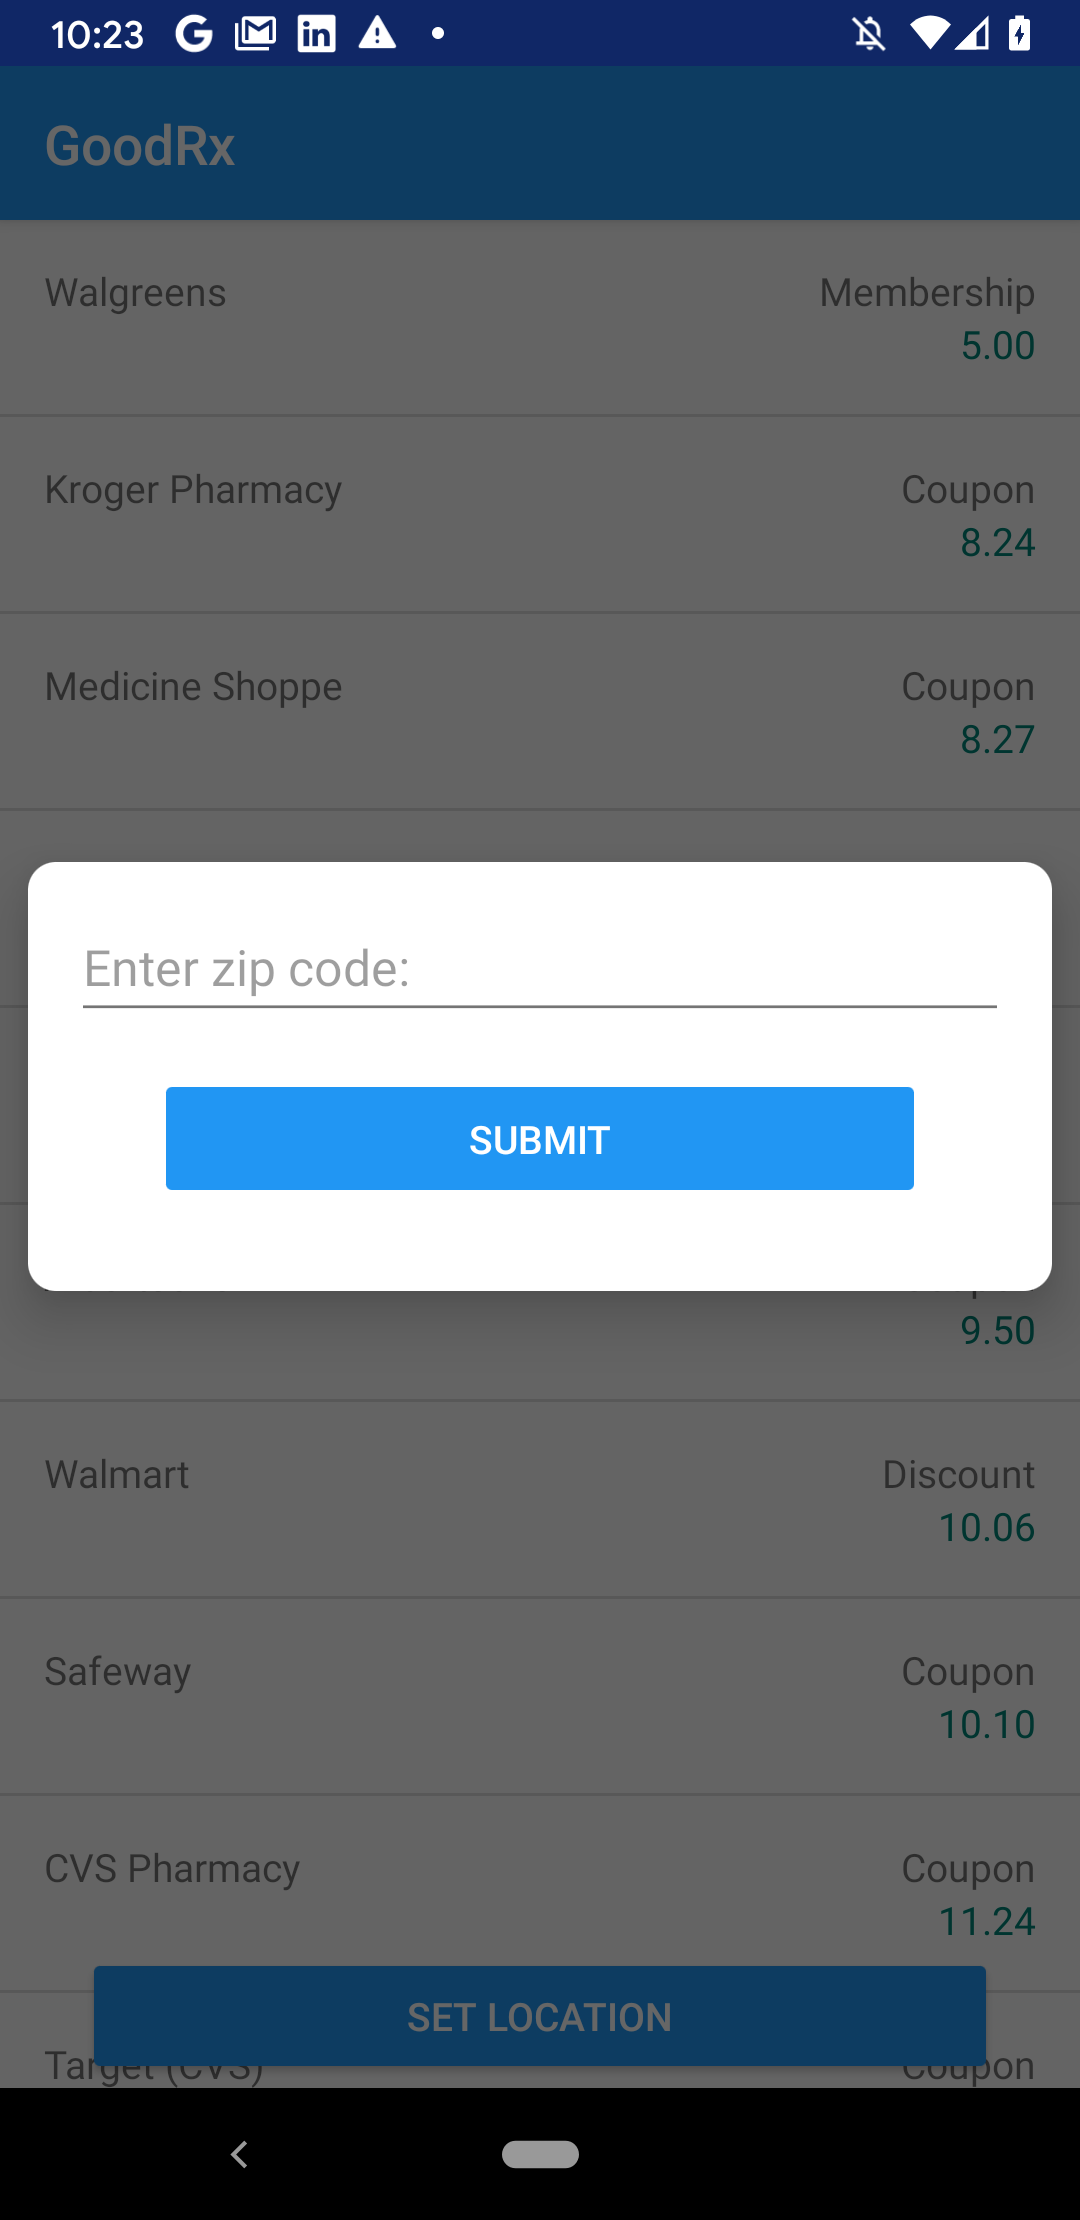 10:23
GoodRx
Walgreens Membership
5.00
Kroger Pharmacy Coupon
8.24
Medicine Shoppe Coupon
8.27
Enter zip code:
SUBMIT
9.50
Walmart Discount
10.06
Safeway Coupon
10.10
CVS Pharmacy Coupon
11.24
SET LOCATION
Target (CVS) Coupon